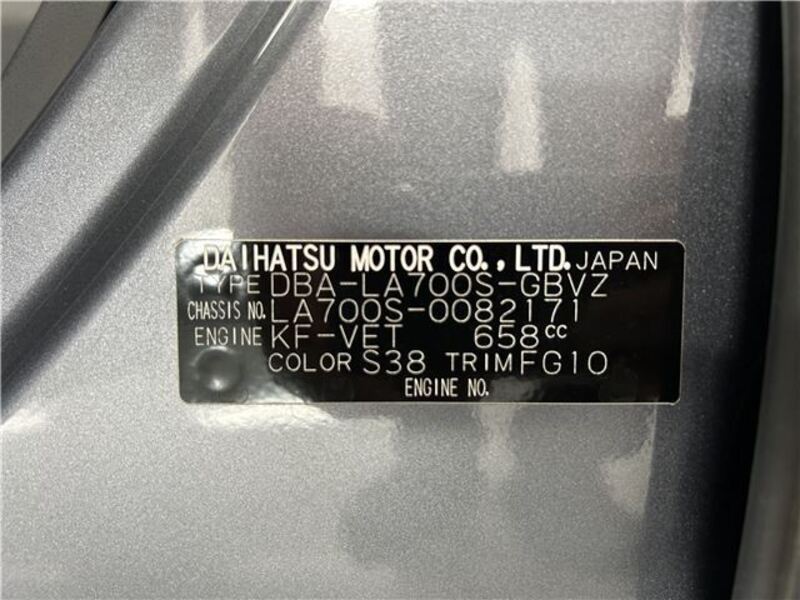 DAIHATSU MOTOR CO., LTD. JAPAN
TYPE DBA-LA700S-GBVZ
CHASSIS NO. LA700S-0082171
ENGINE KF-VET 658cc
COLOR S38 TRIM FG10
ENGINE NO.